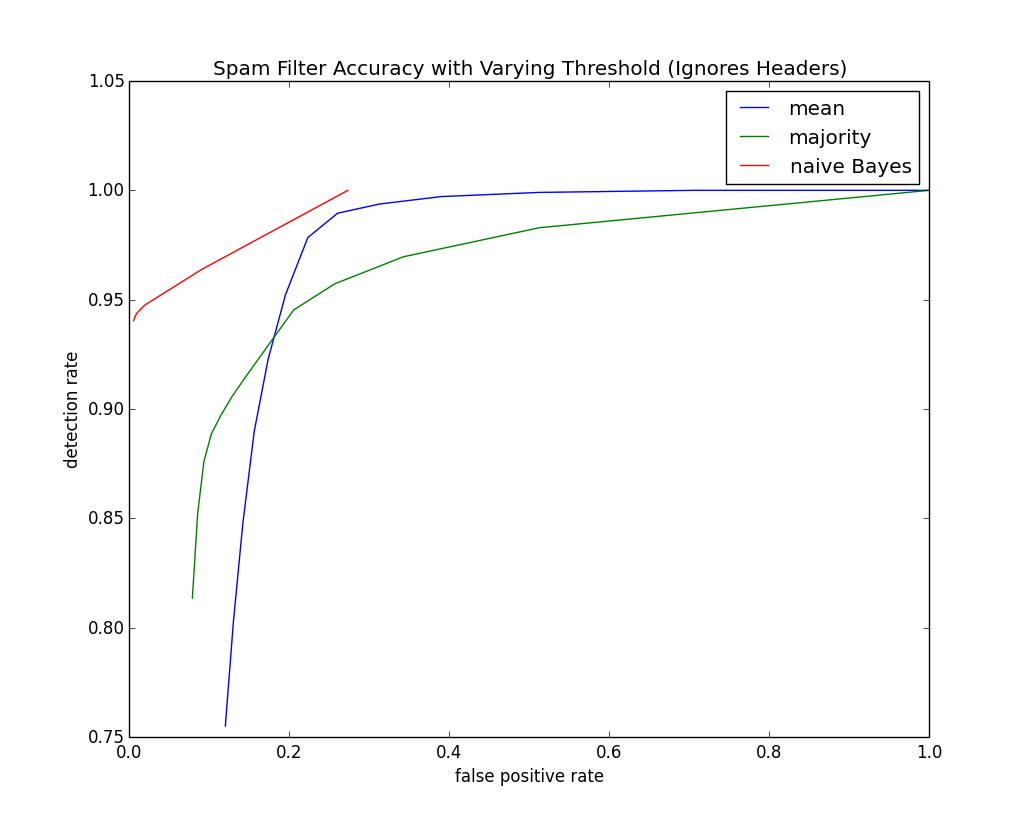 Spam Filter Accuracy with Varying Threshold (Ignores Headers)
1.05
1.00
0.95
0.90
0.85
0.80
0.75
detection rate
mean
majority
naive Bayes
0.0 0.2 0.4 0.6 0.8 1.0
false positive rate